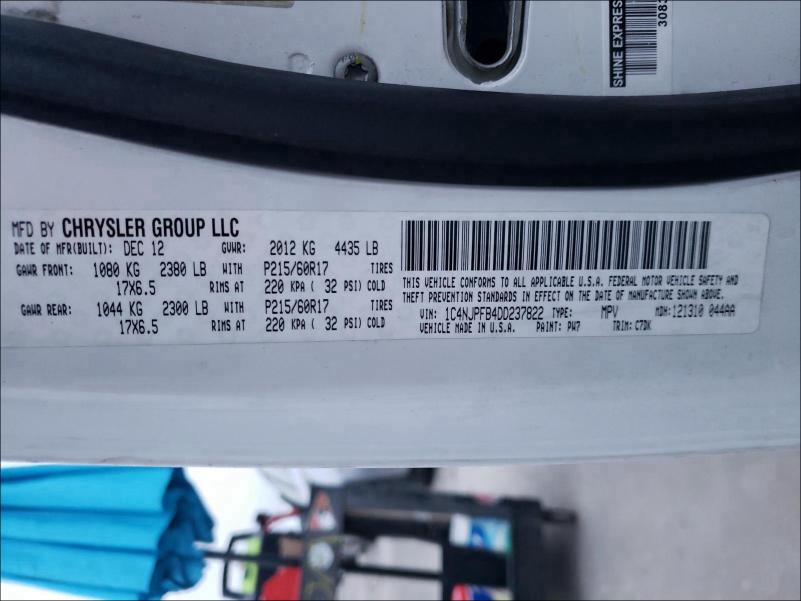 SHINE EXPRES
3083
MFD BY CHRYSLER GROUP LLC
DATE OF MFR(BUILT): DEC 12 GVWR: 2012 KG 4435 LB
GAWR FRONT: 1080 KG 2380 LB WITH P215/60R17 TIRES
17X6.5 RIMS AT 220 KPA ( 32 PSI) COLD
GAWR REAR: 1044 KG 2300 LB WITH P215/60R17 TIRES
17X6.5 RIMS AT 220 KPA ( 32 PSI) COLD
THIS VEHICLE CONFORMS TO ALL APPLICABLE U.S.A. FEDERAL MOTOR VEHICLE SAFETY AND
THEFT PREVENTION STANDARDS IN EFFECT ON THE DATE OF MANUFACTURE SHOWN ABOVE.
VIN: 1C4NJPFB4DD237822 TYPE: MPV MDH:121310 044AA
VEHICLE MADE IN U.S.A. PAINT: PW7 TRIM: C7DK